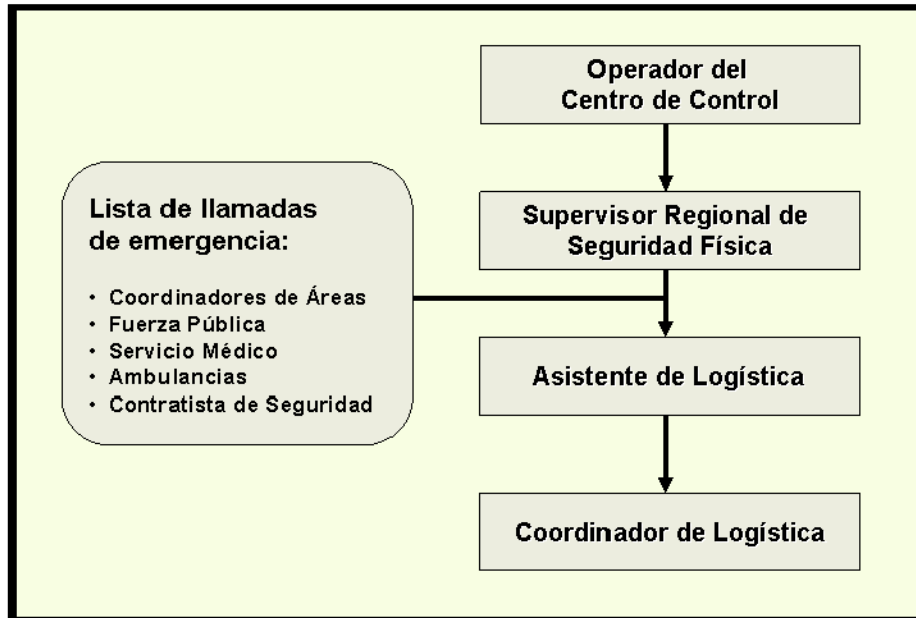 Operador del
Centro de Control
Supervisor Regional de
Seguridad Física
Lista de llamadas
de emergencia:
• Coordinadores de Áreas
• Fuerza Pública
• Servicio Médico
• Ambulancias
• Contratista de Seguridad
Asistente de Logística
Coordinador de Logística